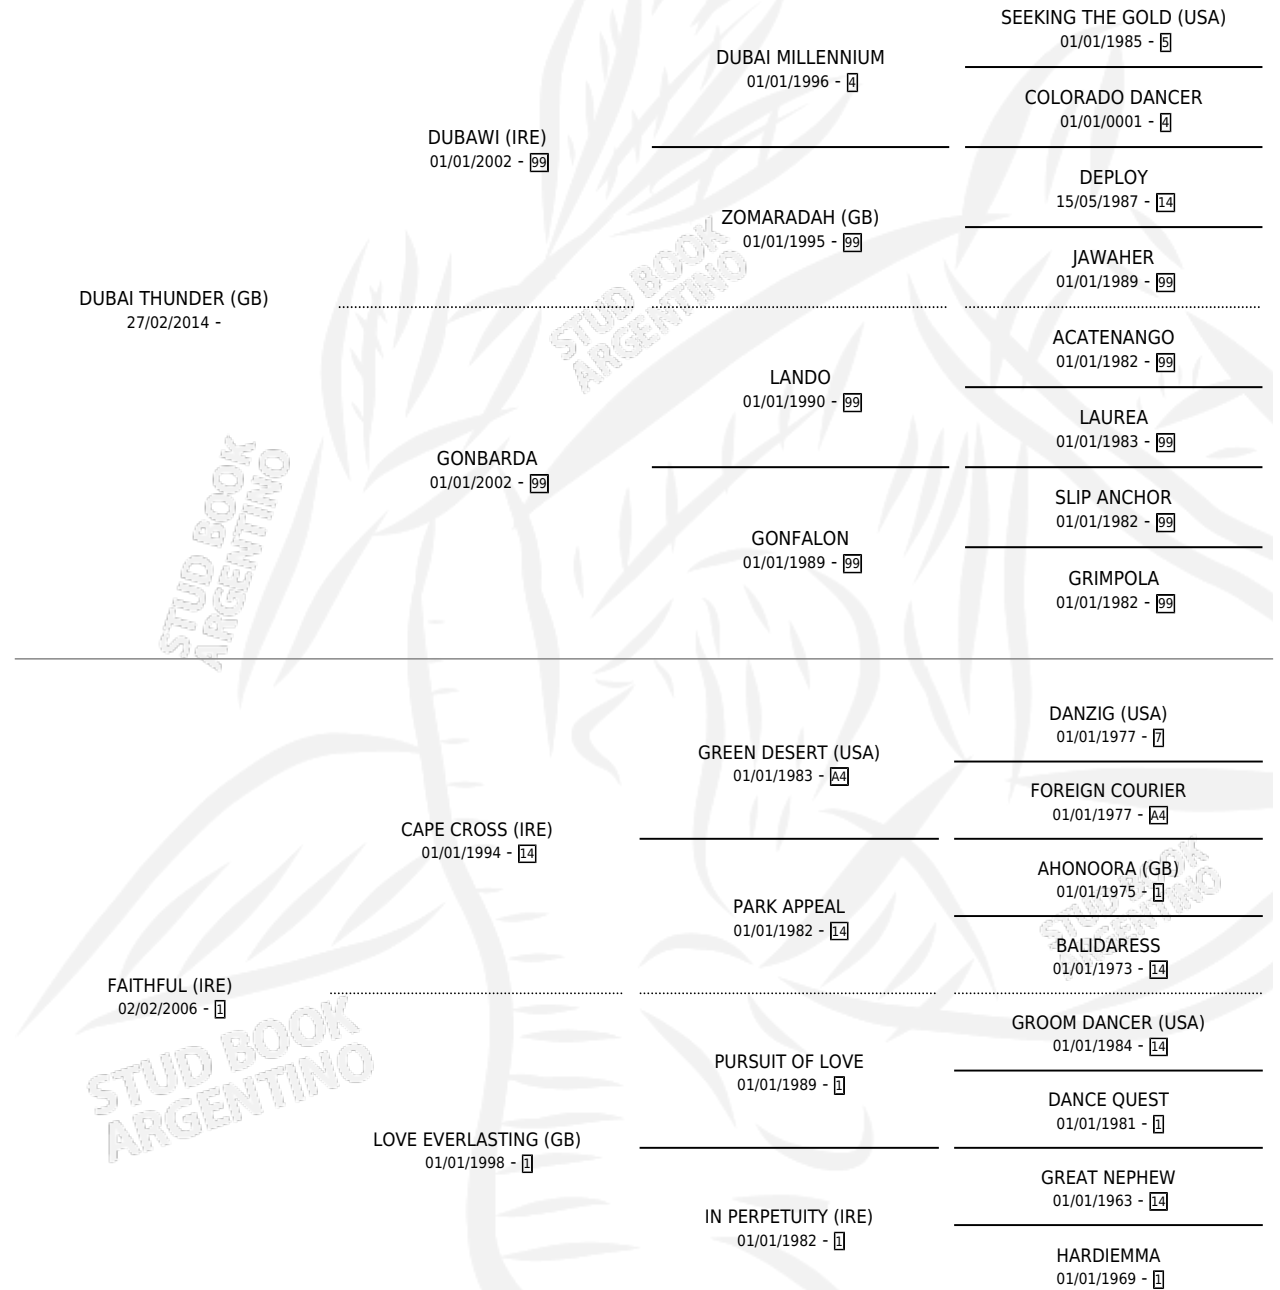 SEEKING THE GOLD (USA)
01/01/1985 - 5
DUBAI MILLENNIUM
01/01/1996 - 4
COLORADO DANCER
01/01/0001 - 4
DUBAWI (IRE)
01/01/2002 - 99
DEPLOY
15/05/1987 - 14
ZOMARADAH (GB)
01/01/1995 - 99
JAWAHER
01/01/1989 - 99
DUBAI THUNDER (GB)
27/02/2014 -
STUD BOOK
ARGENTINO
ACATENANGO
01/01/1982 - 99
LANDO
01/01/1990 - 99
LAUREA
01/01/1983 - 99
GONBARDA
01/01/2002 - 99
SLIP ANCHOR
01/01/1982 - 99
GONFALON
01/01/1989 - 99
GRIMPOLA
01/01/1982 - 99
STUD BOOK
ARGENTINO
DANZIG (USA)
01/01/1977 - 7
GREEN DESERT (USA)
01/01/1983 - A4
FOREIGN COURIER
01/01/1977 - A4
CAPE CROSS (IRE)
01/01/1994 - 14
AHONOORA (GB)
01/01/1975 - 1
PARK APPEAL
01/01/1982 - 14
STUD BOOK
ARGENTINO
BALIDARESS
01/01/1973 - 14
FAITHFUL (IRE)
02/02/2006 - 1
GROOM DANCER (USA)
01/01/1984 - 14
PURSUIT OF LOVE
01/01/1989 - 1
DANCE QUEST
01/01/1981 - 1
STUD BOOK
ARGENTINO
LOVE EVERLASTING (GB)
01/01/1998 - 1
GREAT NEPHEW
01/01/1963 - 14
IN PERPETUITY (IRE)
01/01/1982 - 1
HARDIEMMA
01/01/1969 - 1